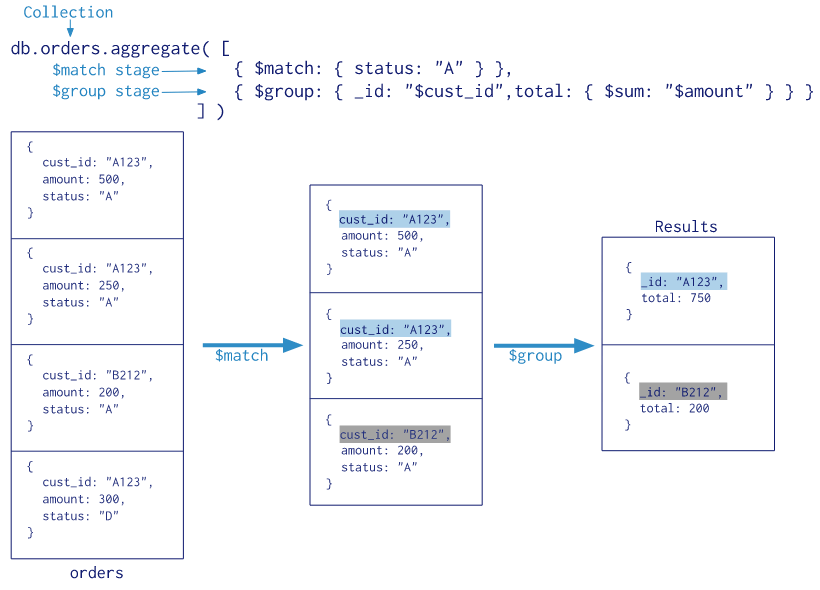 Collection
db.orders.aggregate( [
$match stage { $match: { status: "A" } },
$group stage { $group: { _id: "$cust_id",total: { $sum: "$amount" } } }
] )
{
cust_id: "A123",
amount: 500,
status: "A"
}
{
cust_id: "A123",
amount: 250,
status: "A"
}
{
cust_id: "B212",
amount: 200,
status: "A"
}
{
cust_id: "A123",
amount: 300,
status: "D"
}
orders
$match
{
cust_id: "A123",
amount: 500,
status: "A"
}
{
cust_id: "A123",
amount: 250,
status: "A"
}
{
cust_id: "B212",
amount: 200,
status: "A"
}
$group
Results
{
_id: "A123",
total: 750
}
{
_id: "B212",
total: 200
}